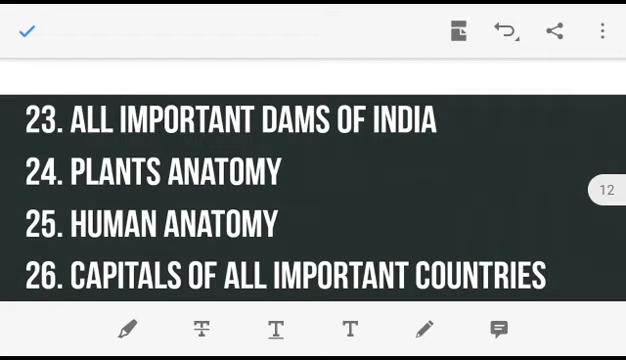 23. ALL IMPORTANT DAMS OF INDIA
24. PLANTS ANATOMY
12
25. HUMAN ANATOMY
26. CAPITALS OF ALL IMPORTANT COUNTRIES